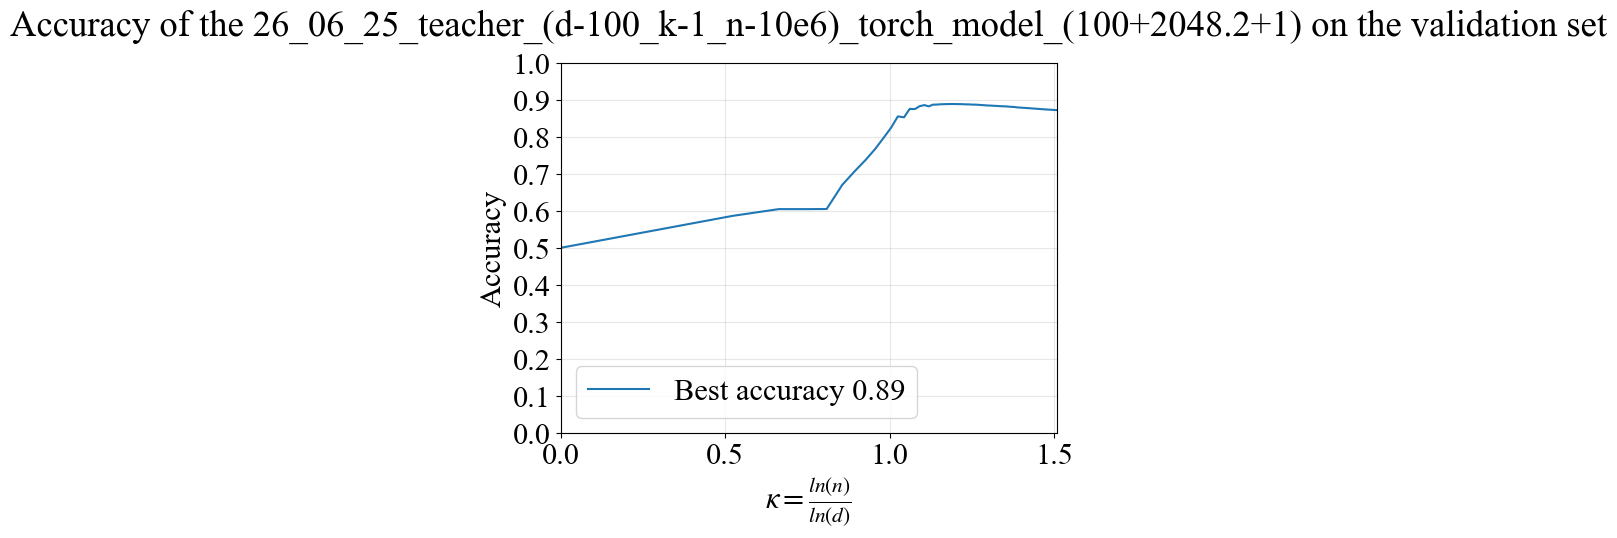 Accuracy of the 26_06_25_teacher_(d-100_k-1_n-10e6)_torch_model_(100+2048.2+1) on the validation set
1.0
0.9
0.8
0.7
0.6
0.5
0.4
0.3
0.2
0.1
0.0
Accuracy
Best accuracy 0.89
0.0 0.5 1.0 1.5
κ = ln(n) / ln(d)